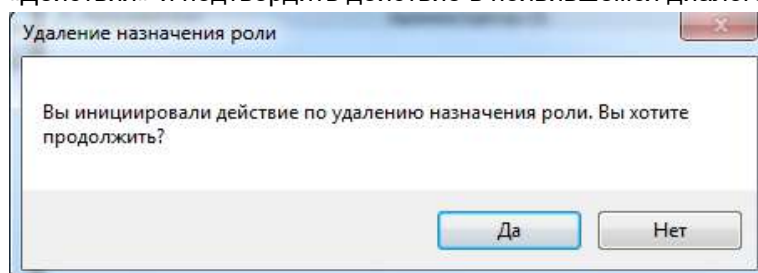 Удаление назначения роли
Вы инициировали действие по удалению назначения роли. Вы хотите
продолжить?
Да
Нет